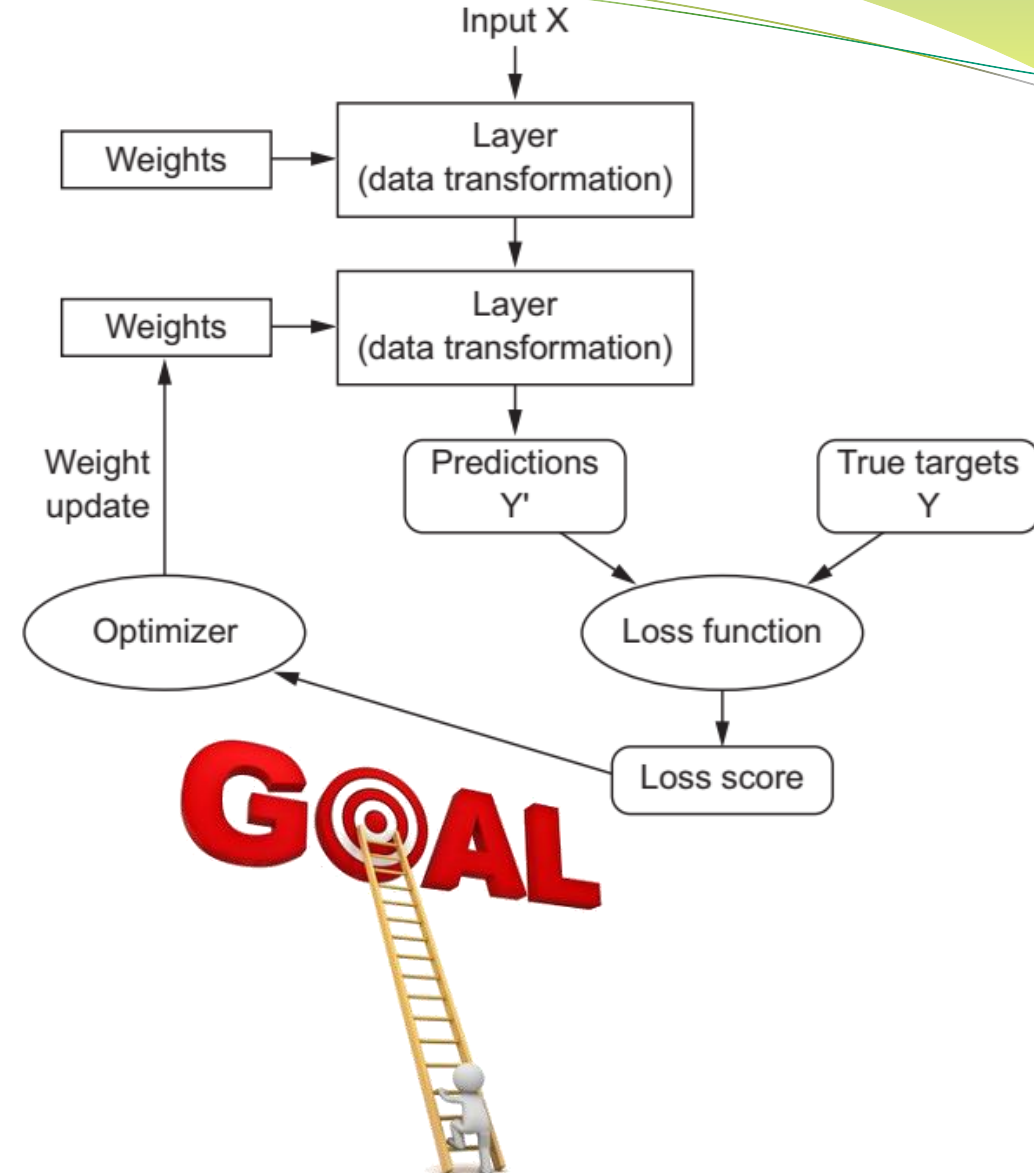 Input X
Weights
Layer
(data transformation)
Weights
Layer
(data transformation)
Weight
update
Predictions
Y'
True targets
Y
Optimizer
Loss function
Loss score
GOAL